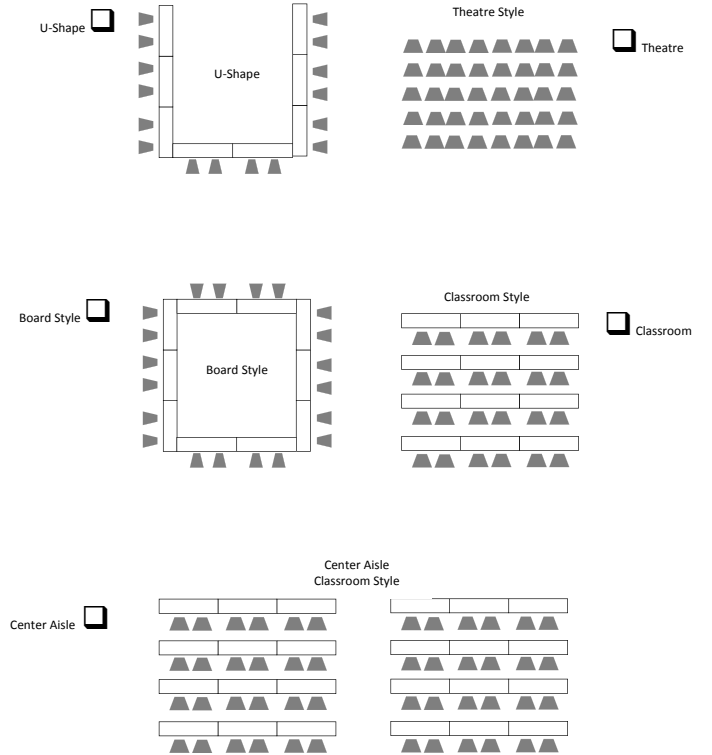 Theatre Style
U-Shape
Theatre
U-Shape
Classroom Style
Board Style
Classroom
Board Style
Center Aisle
Classroom Style
Center Aisle